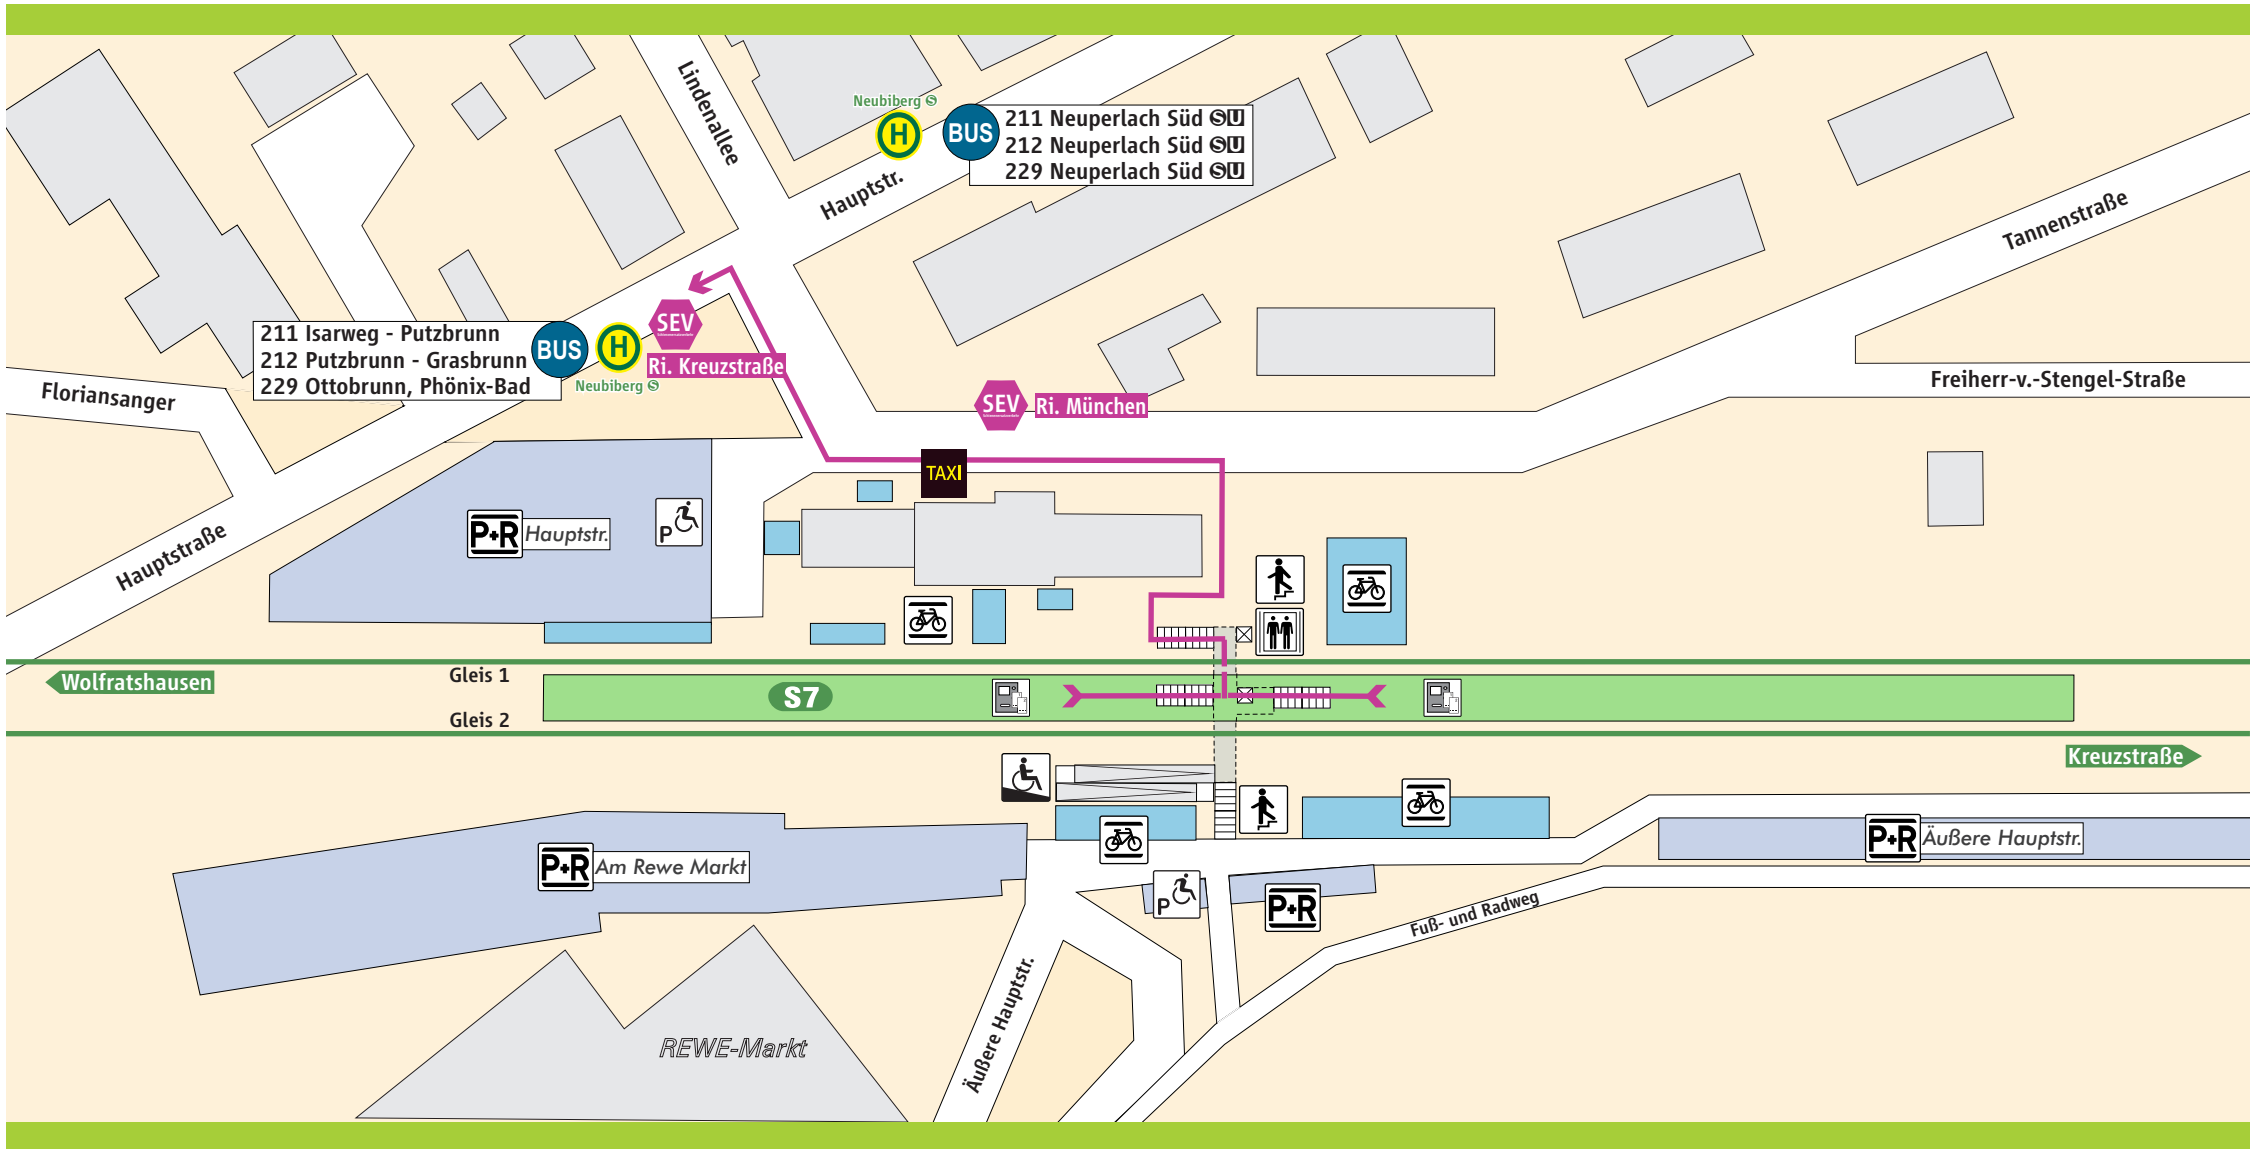 Lindenallee
Neubiberg S
H
BUS
211 Neuperlach Süd S U
212 Neuperlach Süd S U
229 Neuperlach Süd S U
Hauptstr.
Tannenstraße
211 Isarweg - Putzbrunn
212 Putzbrunn - Grasbrunn
229 Ottobrunn, Phönix-Bad
BUS
H
Neubiberg S
SEV
Ri. Kreuzstraße
SEV
Ri. München
Freiherr-v.-Stengel-Straße
Floriansanger
TAXI
Hauptstraße
P+R Hauptstr.
P
Wolfratshausen
Gleis 1
S7
Gleis 2
Kreuzstraße
P+R Am Rewe Markt
P+R Äußere Hauptstr.
P
P+R
Fuß- und Radweg
Äußere Hauptstr.
REWE-Markt